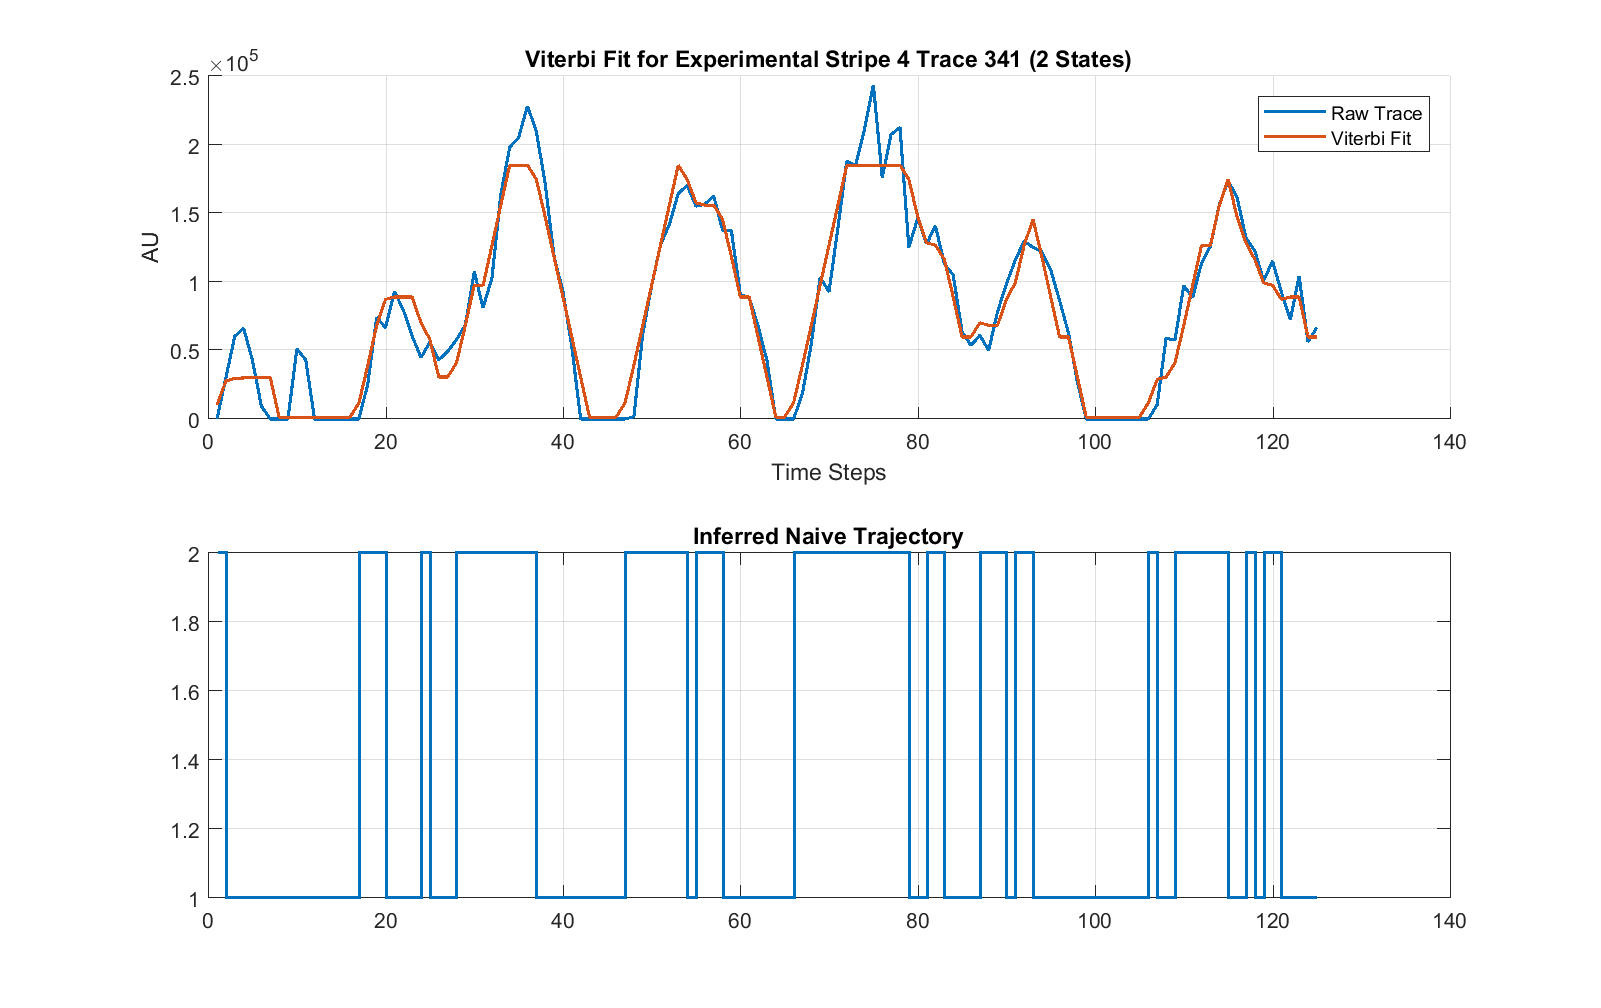 Viterbi Fit for Experimental Stripe 4 Trace 341 (2 States)
×10⁵
2.5
2
1.5
1
0.5
0
AU
Raw Trace
Viterbi Fit
0 20 40 60 80 100 120 140
Time Steps
Inferred Naive Trajectory
2
1.8
1.6
1.4
1.2
1
0 20 40 60 80 100 120 140